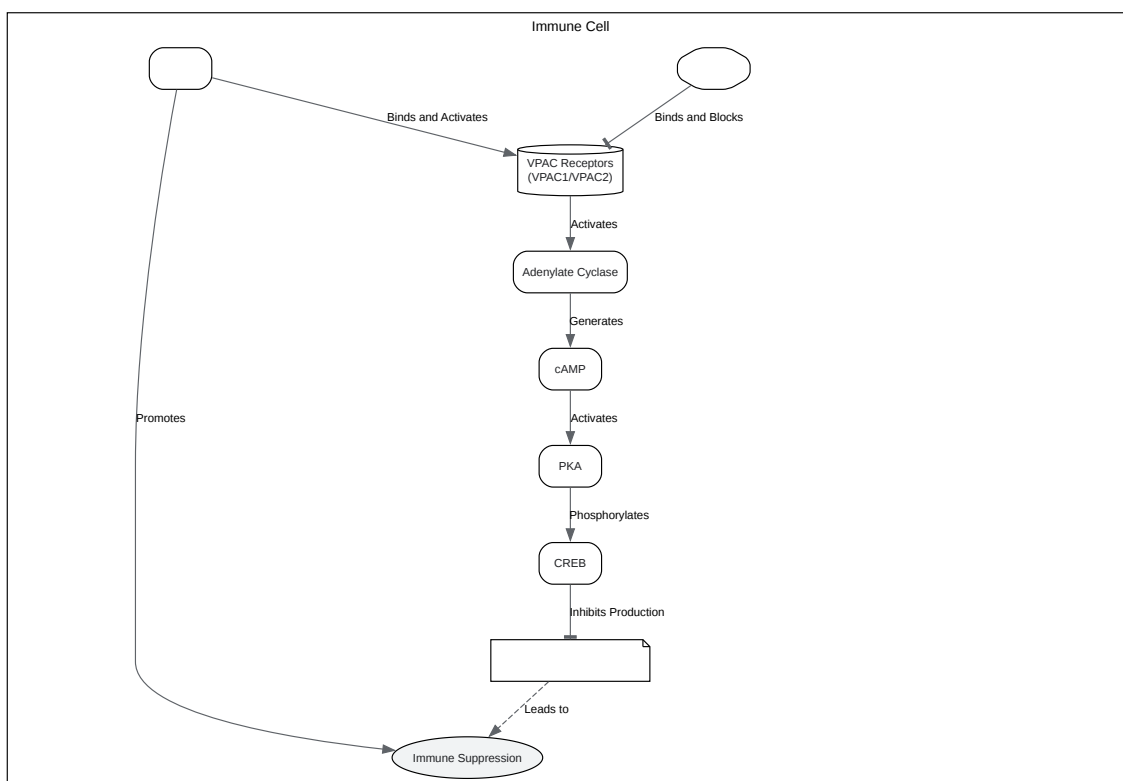 Immune Cell
Binds and Activates
Binds and Blocks
VPAC Receptors
(VPAC1/VPAC2)
Activates
Adenylate Cyclase
Generates
cAMP
Promotes
Activates
PKA
Phosphorylates
CREB
Inhibits Production
Leads to
Immune Suppression